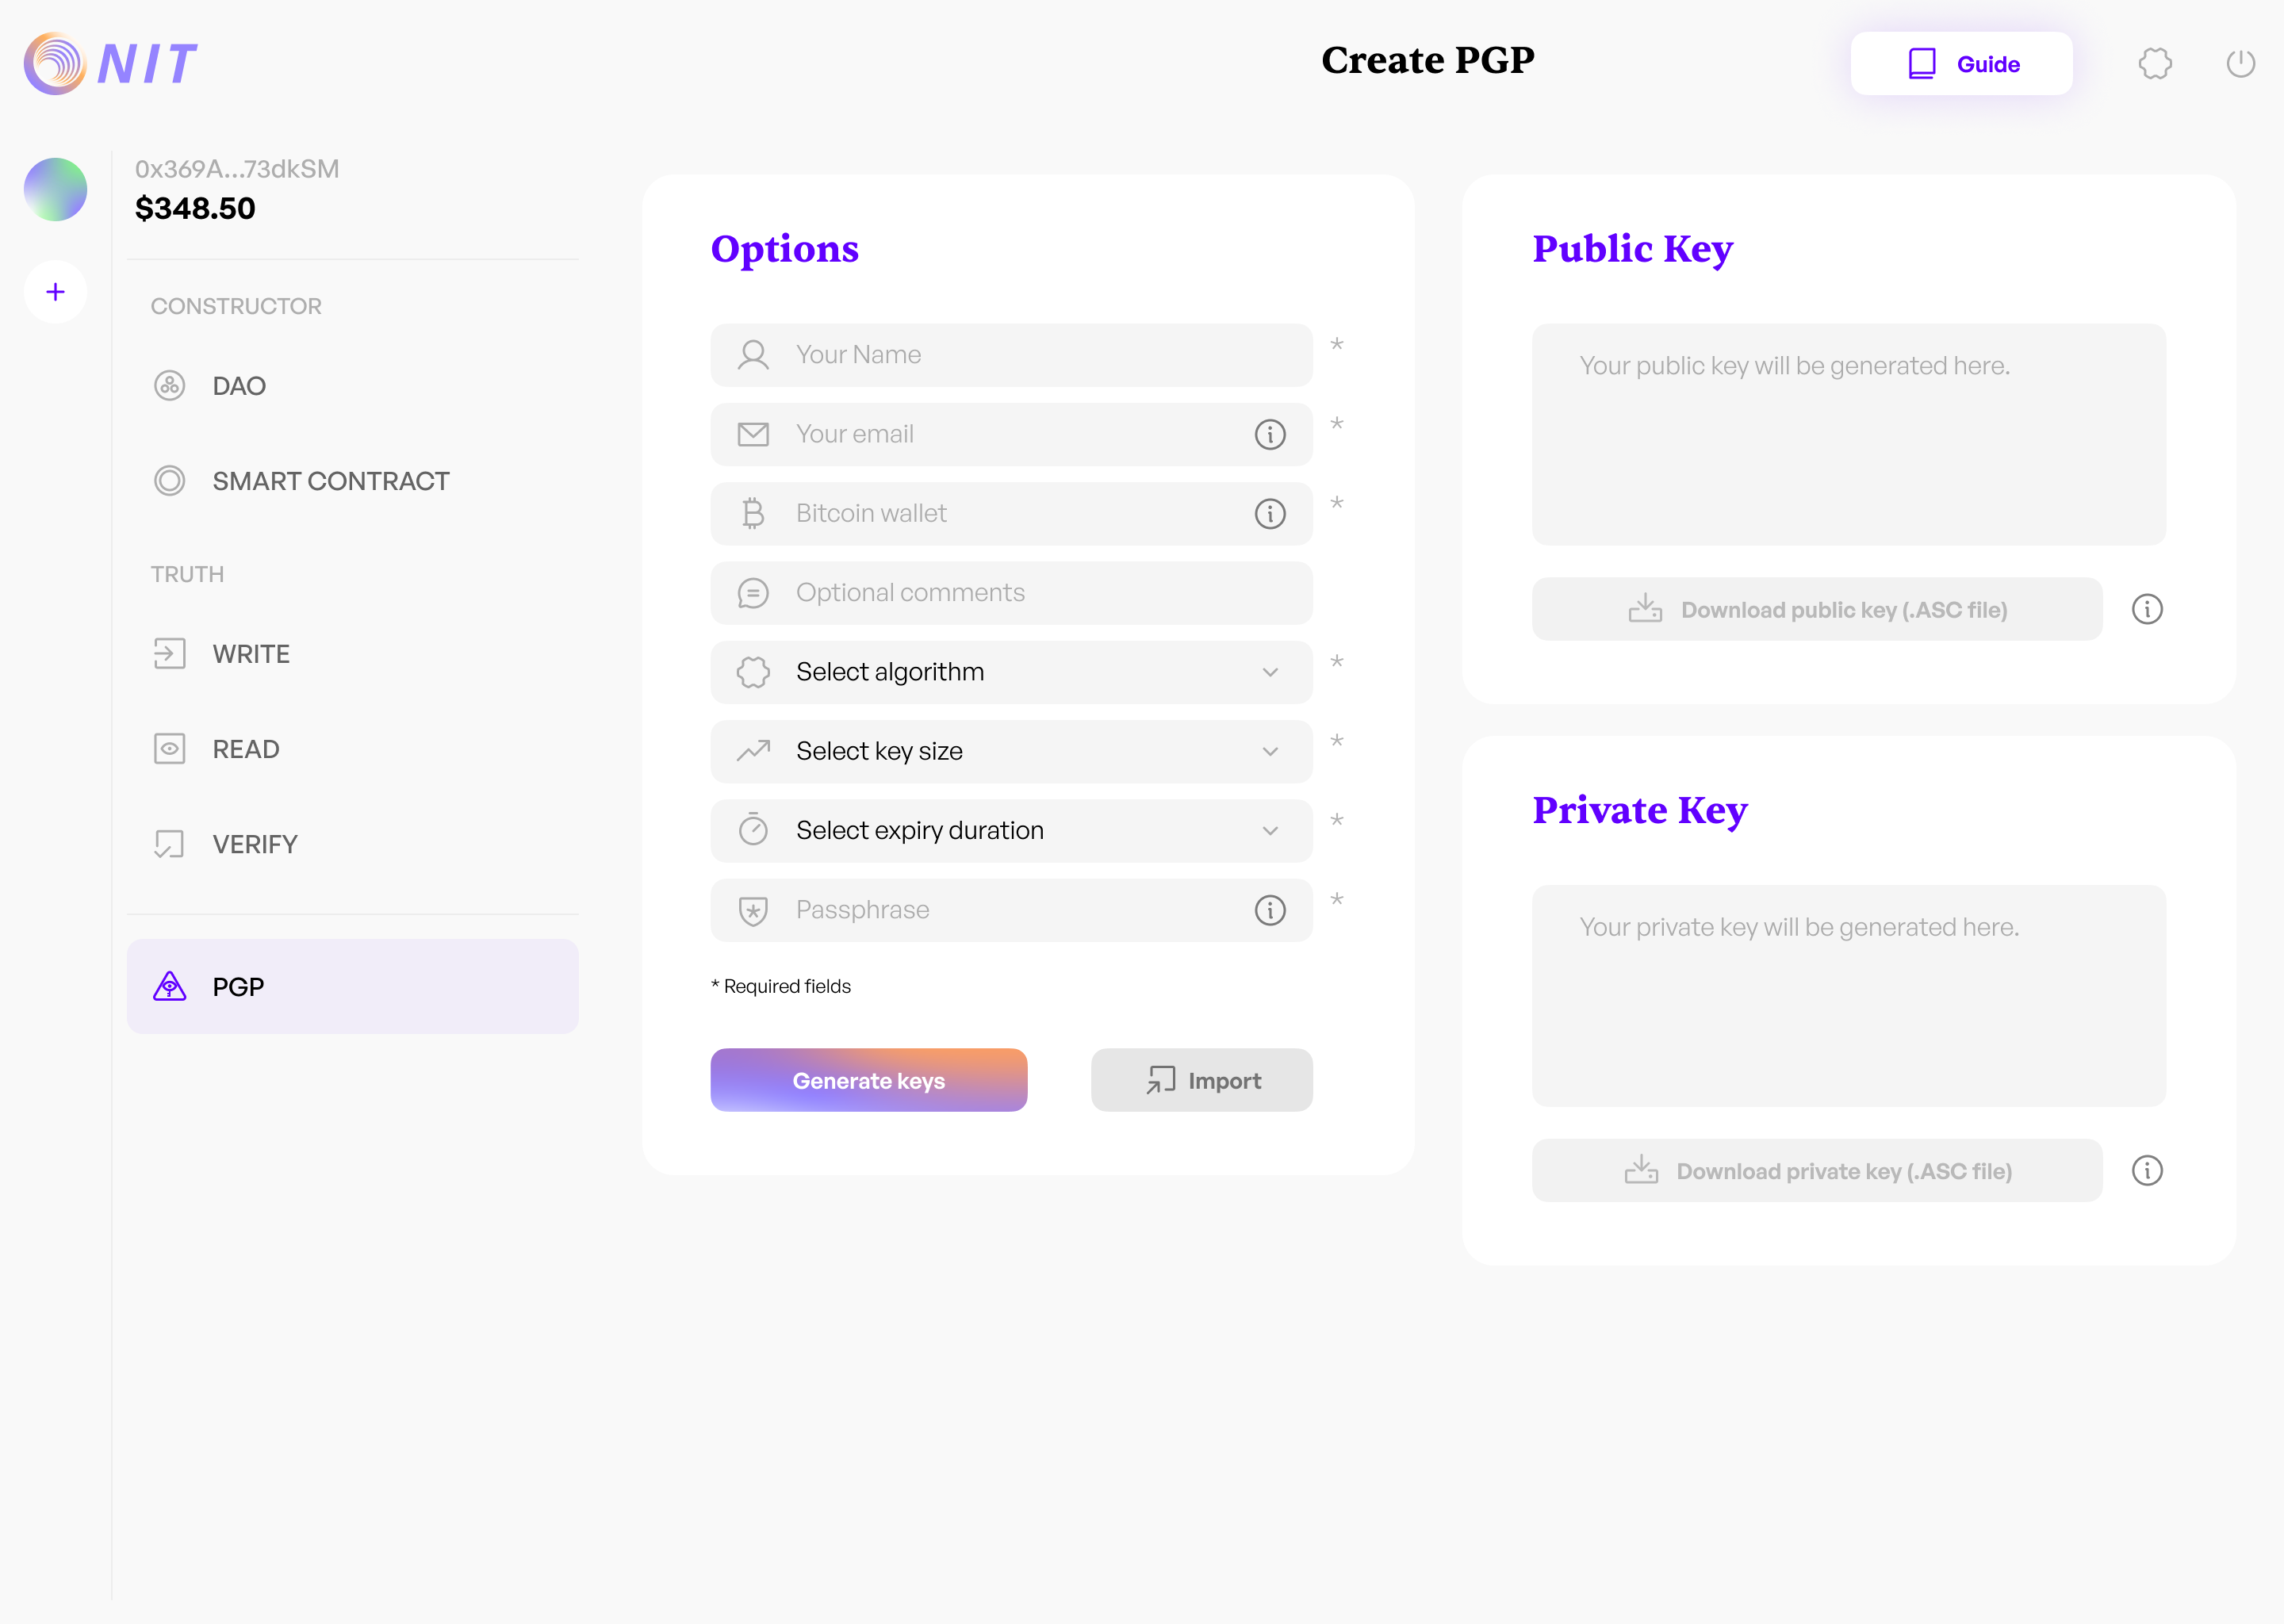 NIT
Create PGP
Guide
0x369A...73dkSM
$348.50
CONSTRUCTOR
DAO
SMART CONTRACT
TRUTH
WRITE
READ
VERIFY
PGP
Options
Your Name *
Your email *
Bitcoin wallet *
Optional comments
Select algorithm *
Select key size *
Select expiry duration *
Passphrase *
* Required fields
Generate keys
Import
Public Key
Your public key will be generated here.
Download public key (.ASC file)
Private Key
Your private key will be generated here.
Download private key (.ASC file)